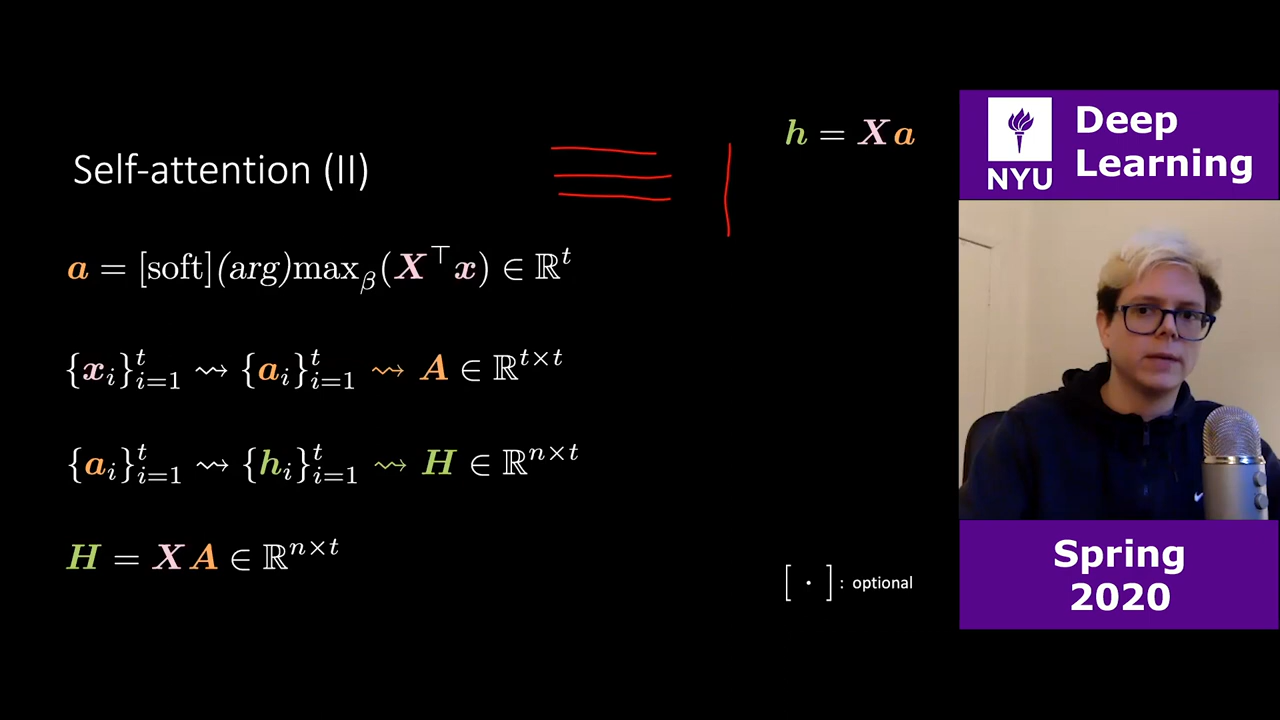 h = Xa
Self-attention (II)
a = [soft](arg)max_β(X^⊤x) ∈ ℝ^t
{x_i}_{i=1}^t ⇝ {a_i}_{i=1}^t ⇝ A ∈ ℝ^{t×t}
{a_i}_{i=1}^t ⇝ {h_i}_{i=1}^t ⇝ H ∈ ℝ^{n×t}
H = XA ∈ ℝ^{n×t}
[ · ] : optional
NYU
Deep
Learning
Spring
2020